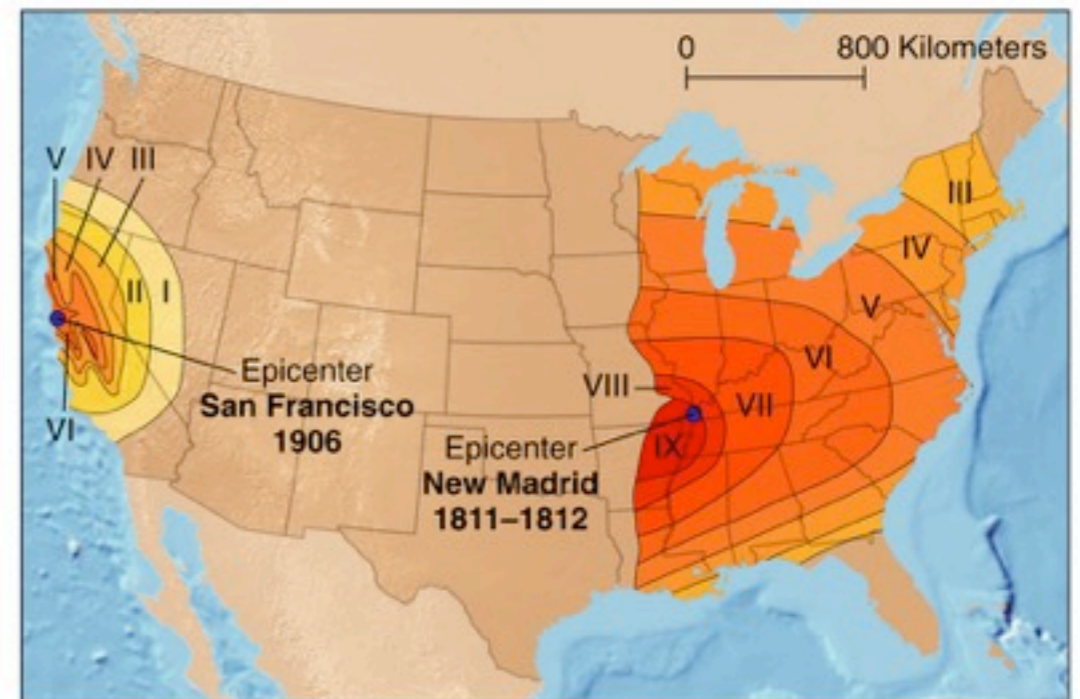 0 800 Kilometers
V IV III
III
IV
II I
V
VI
Epicenter
San Francisco
1906
VI
VIII
VII
Epicenter
New Madrid
1811–1812
IX